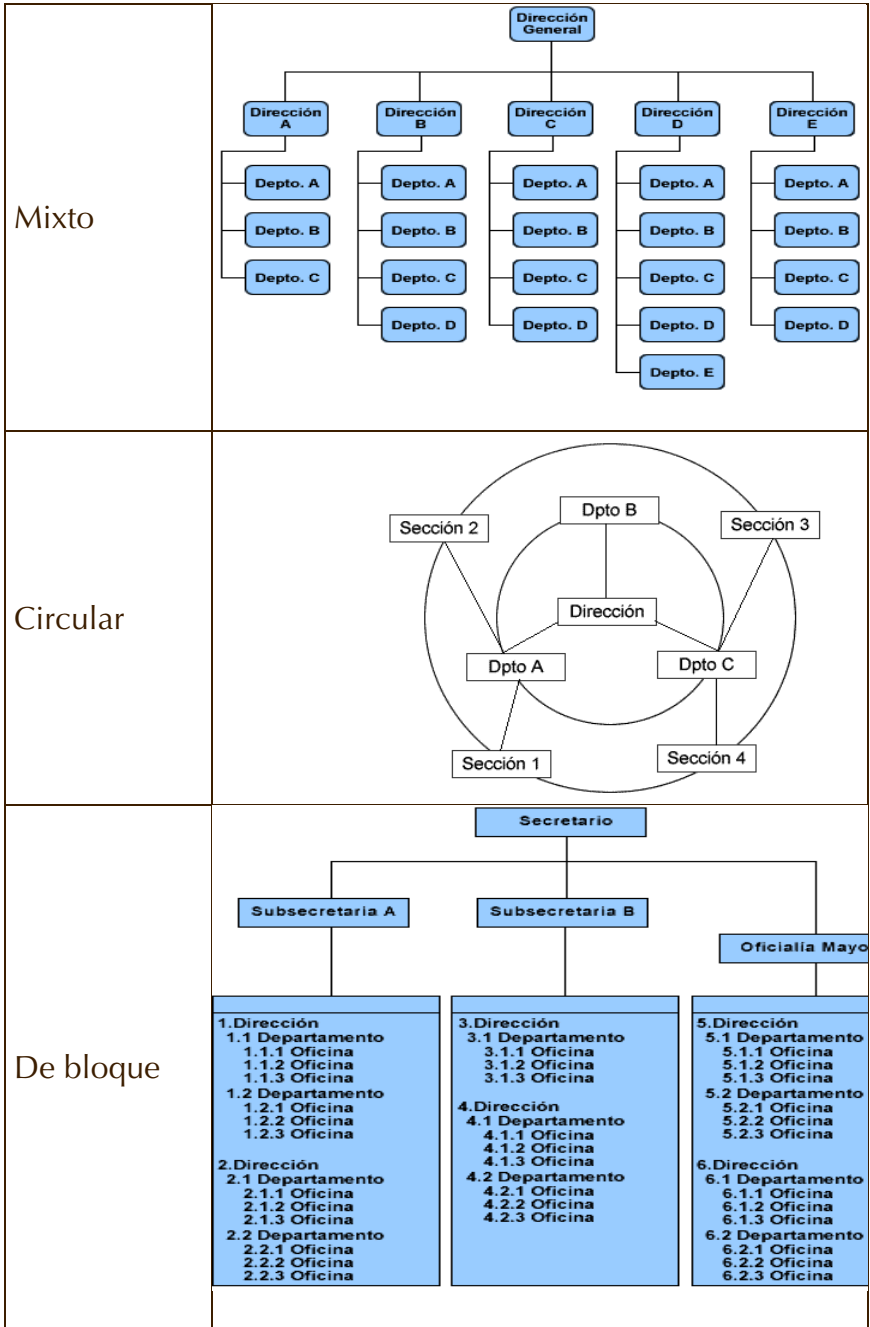 Mixto
Dirección
General
Dirección
A
Dirección
B
Dirección
C
Dirección
D
Dirección
E
Depto. A
Depto. A
Depto. A
Depto. A
Depto. A
Depto. B
Depto. B
Depto. B
Depto. B
Depto. B
Depto. C
Depto. C
Depto. C
Depto. C
Depto. C
Depto. D
Depto. D
Depto. D
Depto. D
Depto. E
Circular
Dpto B
Sección 2
Sección 3
Dirección
Dpto A
Dpto C
Sección 1
Sección 4
De bloque
Secretario
Subsecretaria A
Subsecretaria B
Oficialía Mayo
1.Dirección
1.1 Departamento
1.1.1 Oficina
1.1.2 Oficina
1.1.3 Oficina
1.2 Departamento
1.2.1 Oficina
1.2.2 Oficina
1.2.3 Oficina
2.Dirección
2.1 Departamento
2.1.1 Oficina
2.1.2 Oficina
2.1.3 Oficina
2.2 Departamento
2.2.1 Oficina
2.2.2 Oficina
2.2.3 Oficina
3.Dirección
3.1 Departamento
3.1.1 Oficina
3.1.2 Oficina
3.1.3 Oficina
4.Dirección
4.1 Departamento
4.1.1 Oficina
4.1.2 Oficina
4.1.3 Oficina
4.2 Departamento
4.2.1 Oficina
4.2.2 Oficina
4.2.3 Oficina
5.Dirección
5.1 Departamento
5.1.1 Oficina
5.1.2 Oficina
5.1.3 Oficina
5.2 Departamento
5.2.1 Oficina
5.2.2 Oficina
5.2.3 Oficina
6.Dirección
6.1 Departamento
6.1.1 Oficina
6.1.2 Oficina
6.1.3 Oficina
6.2 Departamento
6.2.1 Oficina
6.2.2 Oficina
6.2.3 Oficina